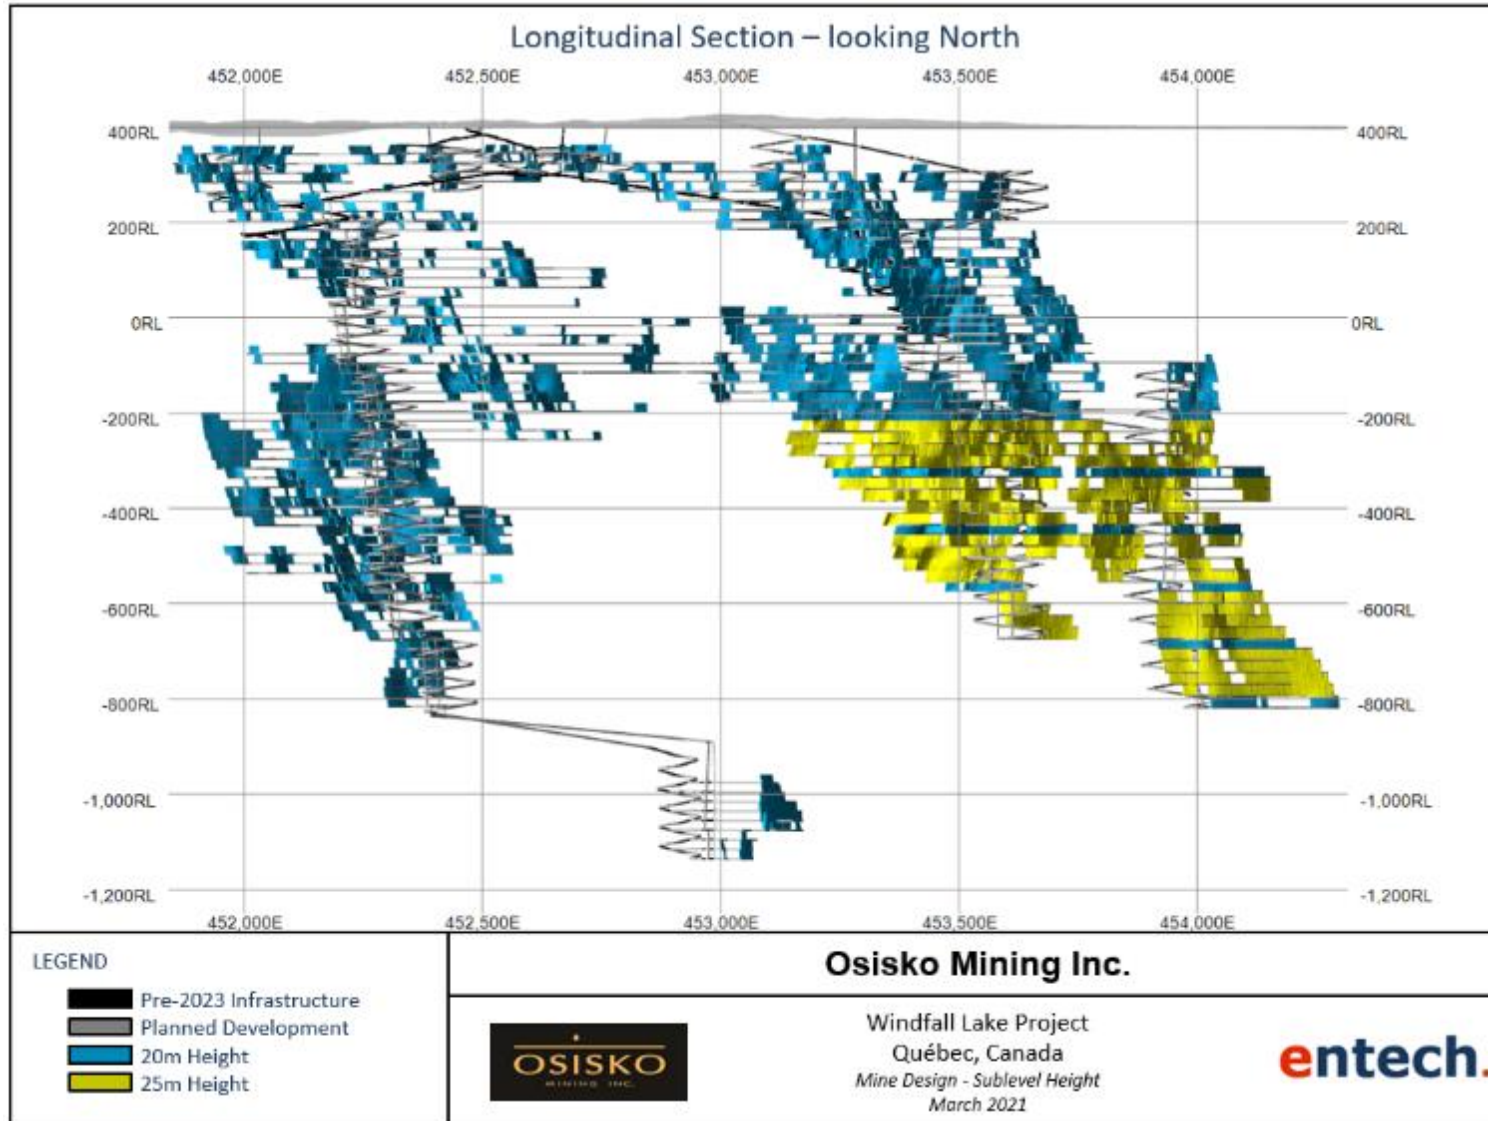 Longitudinal Section – looking North
452,000E 452,500E 453,000E 453,500E 454,000E
400RL 400RL
200RL 200RL
0RL 0RL
-200RL -200RL
-400RL -400RL
-600RL -600RL
-800RL -800RL
-1,000RL -1,000RL
-1,200RL -1,200RL
452,000E 452,500E 453,000E 453,500E 454,000E
LEGEND
Pre-2023 Infrastructure
Planned Development
20m Height
25m Height
Osisko Mining Inc.
OSISKO
MINING INC.
Windfall Lake Project
Québec, Canada
Mine Design - Sublevel Height
March 2021
entech.